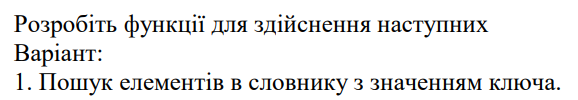 Розробіть функції для здійснення наступних
Варіант:
1. Пошук елементів в словнику з значенням ключа.